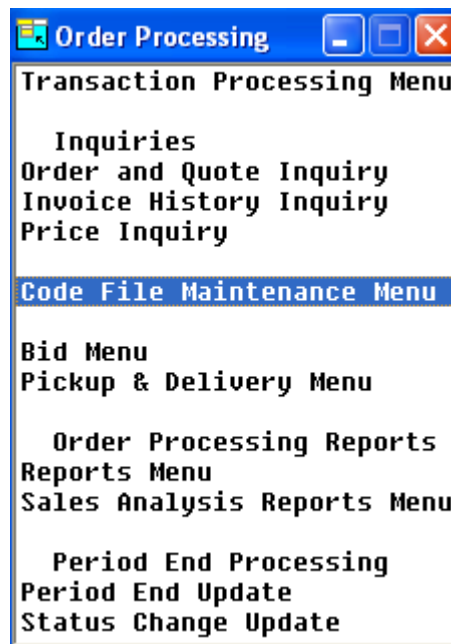 Order Processing
Transaction Processing Menu
Inquiries
Order and Quote Inquiry
Invoice History Inquiry
Price Inquiry
Code File Maintenance Menu
Bid Menu
Pickup & Delivery Menu
Order Processing Reports
Reports Menu
Sales Analysis Reports Menu
Period End Processing
Period End Update
Status Change Update